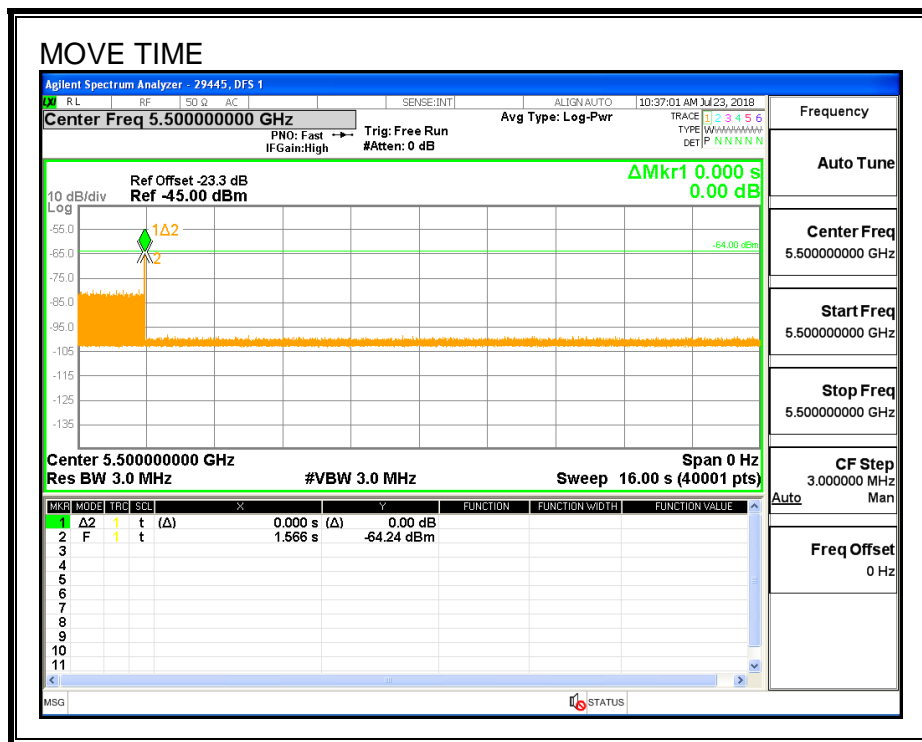 MOVE TIME
Agilent Spectrum Analyzer - 29445, DFS 1
LXI RL RF 50 Ω AC SENSE:INT ALIGN AUTO 10:37:01 AM Jul 23, 2018
Center Freq 5.500000000 GHz
PNO: Fast
IFGain:High
Trig: Free Run
#Atten: 0 dB
Avg Type: Log-Pwr
TRACE 1 2 3 4 5 6
TYPE WWWWWW
DET P N N N N N
Frequency
Auto Tune
Center Freq
5.500000000 GHz
Start Freq
5.500000000 GHz
Stop Freq
5.500000000 GHz
CF Step
3.000000 MHz
Auto Man
Freq Offset
0 Hz
ΔMkr1 0.000 s
0.00 dB
Ref Offset -23.3 dB
10 dB/div Ref -45.00 dBm
Log
-55.0
-65.0
-75.0
-85.0
-95.0
-105
-115
-125
-135
1Δ2
2
-64.00 dBm
Center 5.500000000 GHz Span 0 Hz
Res BW 3.0 MHz #VBW 3.0 MHz Sweep 16.00 s (40001 pts)
MKR MODE TRC SCL X Y FUNCTION FUNCTION WIDTH FUNCTION VALUE
1 Δ2 1 t (Δ) 0.000 s (Δ) 0.00 dB
2 F 1 t 1.566 s -64.24 dBm
3
4
5
6
7
8
9
10
11
MSG STATUS